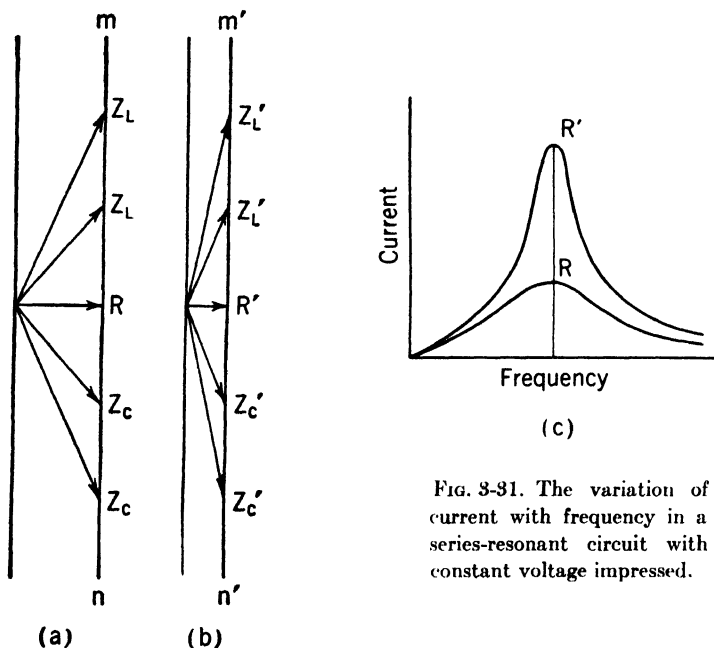 m
m′
Z_L
Z_L′
Z_L
Z_L′
R
R′
Z_C
Z_C′
Z_C
Z_C′
n
n′
(a)
(b)
R′
R
Current
Frequency
(c)
FIG. 3-31. The variation of
current with frequency in a
series-resonant circuit with
constant voltage impressed.